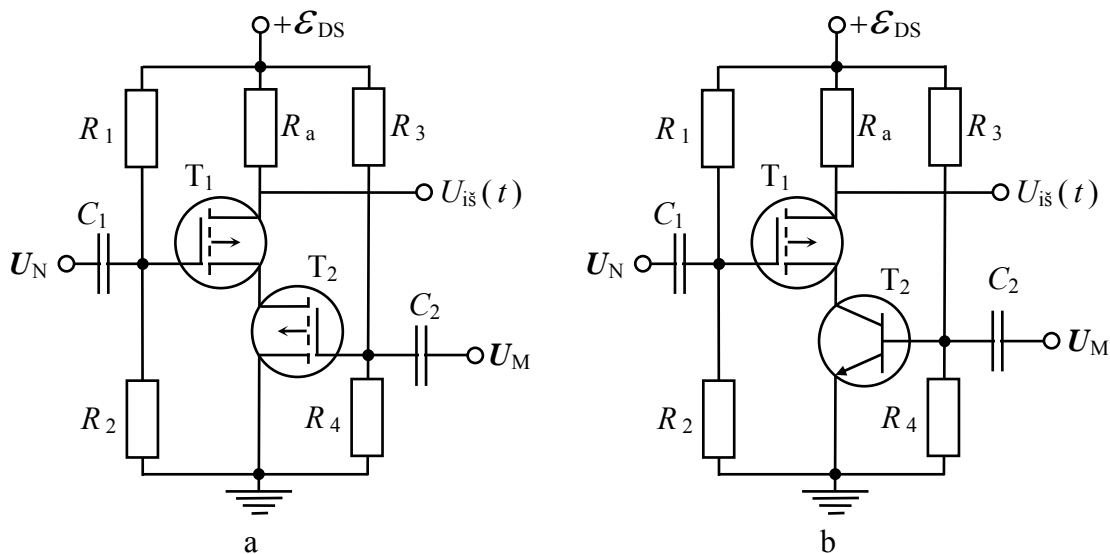 +ℰDS
R1
Ra
R3
T1
Uiš(t)
C1
UN
T2
C2
UM
R2
R4
a
+ℰDS
R1
Ra
R3
T1
Uiš(t)
C1
UN
T2
C2
UM
R2
R4
b